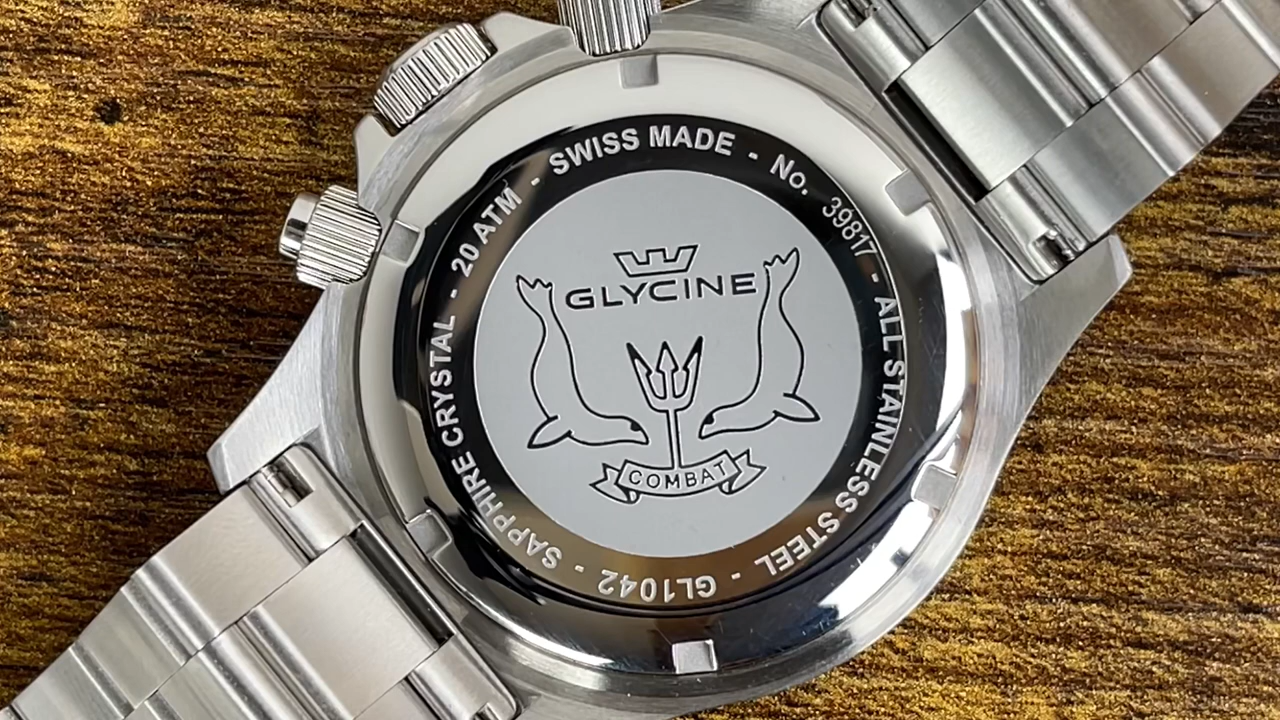 GLYCINE
COMBAT
SWISS MADE - No. 39817 - ALL STAINLESS STEEL - GL1042 - SAPPHIRE CRYSTAL - 20 ATM -